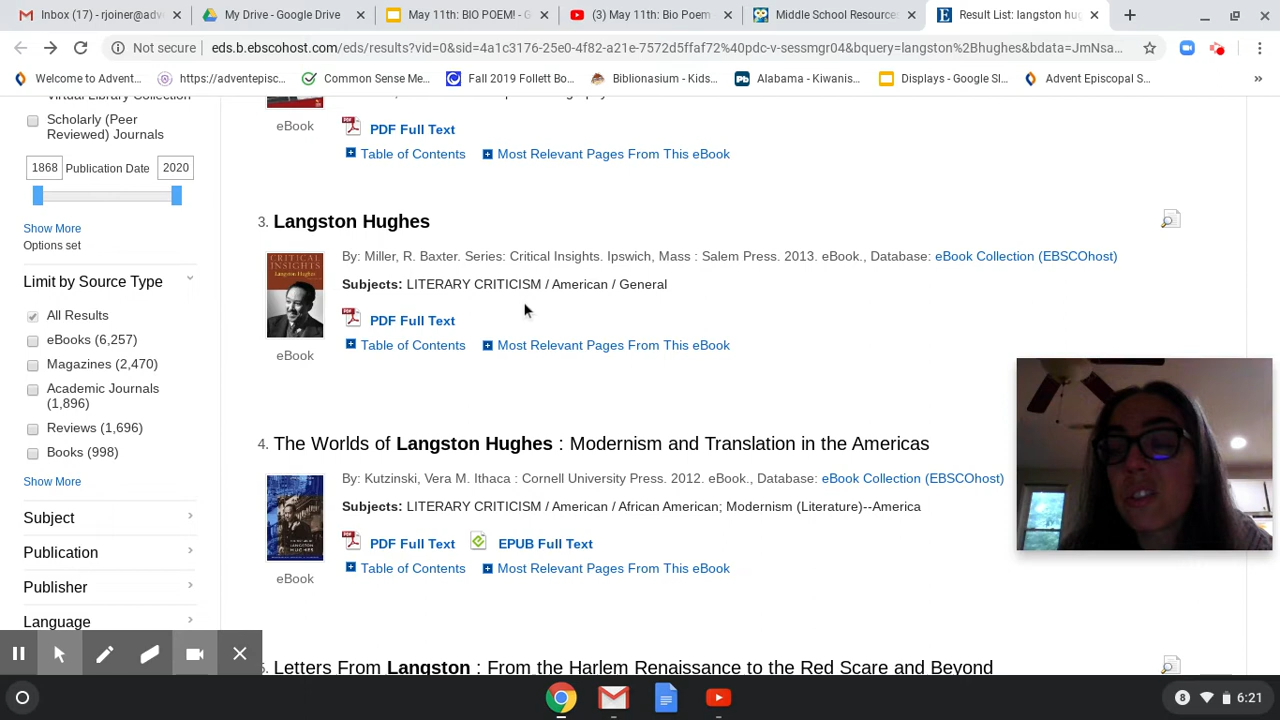 Inbox (17) - rjoiner@adv
My Drive - Google Drive
May 11th: BIO POEM! - G
(3) May 11th: Bio Poem
Middle School Resources
Result List: langston hug
Not secure
eds.b.ebscohost.com/eds/results?vid=0&sid=4a1c3176-25e0-4f82-a21e-7572d5ffaf72%40pdc-v-sessmgr04&bquery=langston%2Bhughes&bdata=JmNsa...
Welcome to Advent...
https://adventepisc...
Common Sense Me...
Fall 2019 Follett Bo...
Biblionasium - Kids...
Alabama - Kiwanis...
Displays - Google Sl...
Advent Episcopal S...
»
Virtual Library Collection
Scholarly (Peer
Reviewed) Journals
1868 Publication Date 2020
Show More
Options set
Limit by Source Type
All Results
eBooks (6,257)
Magazines (2,470)
Academic Journals
(1,896)
Reviews (1,696)
Books (998)
Show More
Subject
Publication
Publisher
Language
eBook
PDF Full Text
Table of Contents Most Relevant Pages From This eBook
3. Langston Hughes
CRITICAL
INSIGHTS
Langston Hughes
By: Miller, R. Baxter. Series: Critical Insights. Ipswich, Mass : Salem Press. 2013. eBook., Database: eBook Collection (EBSCOhost)
Subjects: LITERARY CRITICISM / American / General
PDF Full Text
Table of Contents Most Relevant Pages From This eBook
eBook
4. The Worlds of Langston Hughes : Modernism and Translation in the Americas
By: Kutzinski, Vera M. Ithaca : Cornell University Press. 2012. eBook., Database: eBook Collection (EBSCOhost)
Subjects: LITERARY CRITICISM / American / African American; Modernism (Literature)--America
PDF Full Text EPUB Full Text
Table of Contents Most Relevant Pages From This eBook
eBook
5. Letters From Langston : From the Harlem Renaissance to the Red Scare and Beyond
8 6:21